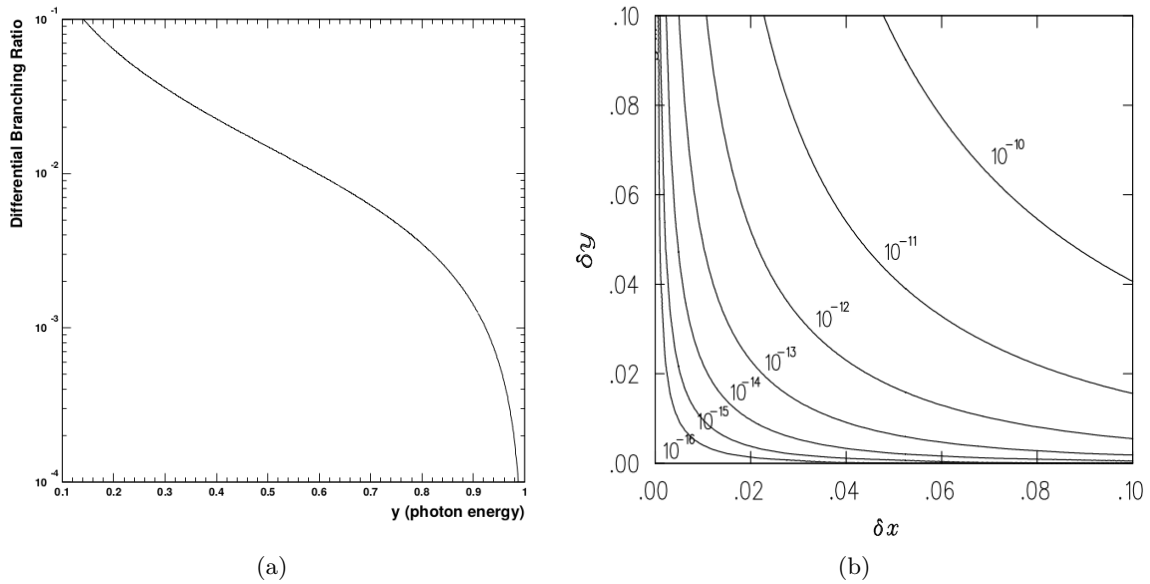 Differential Branching Ratio
10⁻¹
10⁻²
10⁻³
10⁻⁴
0.1 0.2 0.3 0.4 0.5 0.6 0.7 0.8 0.9 1
y (photon energy)
(a)
δy
.10
.08
.06
.04
.02
.00
10⁻¹⁰
10⁻¹¹
10⁻¹²
10⁻¹³
10⁻¹⁴
10⁻¹⁵
10⁻¹⁶
.00 .02 .04 .06 .08 .10
δx
(b)